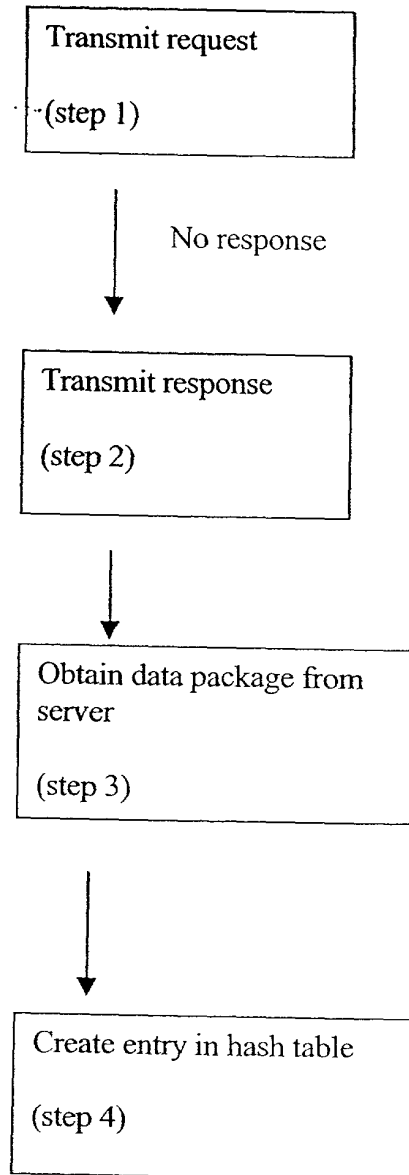 Transmit request
(step 1)
No response
Transmit response
(step 2)
Obtain data package from
server
(step 3)
Create entry in hash table
(step 4)